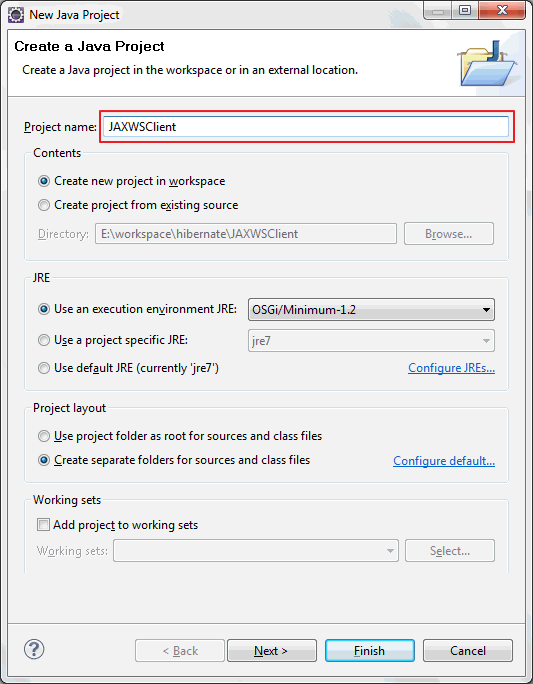 New Java Project
Create a Java Project
Create a Java project in the workspace or in an external location.
Project name: JAXWSClient
Contents
Create new project in workspace
Create project from existing source
Directory: E:\workspace\hibernate\JAXWSClient Browse...
JRE
Use an execution environment JRE: OSGi/Minimum-1.2
Use a project specific JRE: jre7
Use default JRE (currently 'jre7') Configure JREs...
Project layout
Use project folder as root for sources and class files
Create separate folders for sources and class files Configure default...
Working sets
Add project to working sets
Working sets: Select...
? < Back Next > Finish Cancel